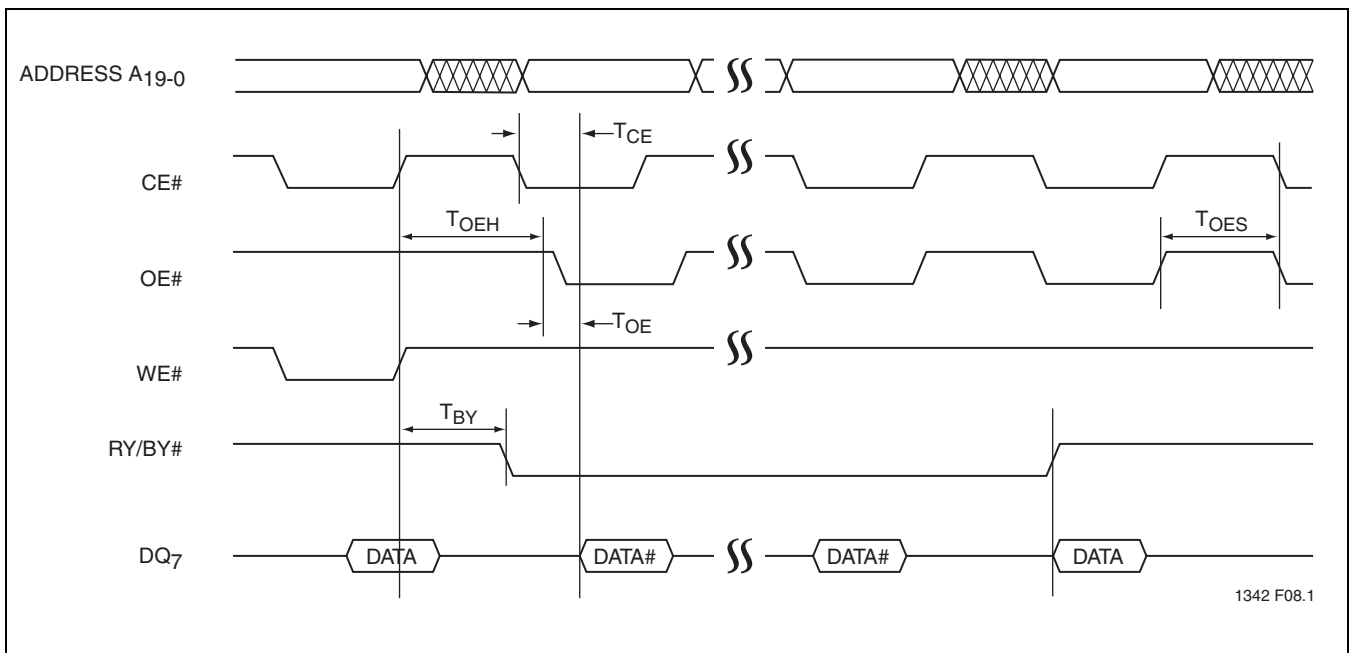 ADDRESS A19-0
TCE
CE#
TOEH
TOES
OE#
TOE
WE#
TBY
RY/BY#
DQ7
DATA
DATA#
DATA#
DATA
1342 F08.1